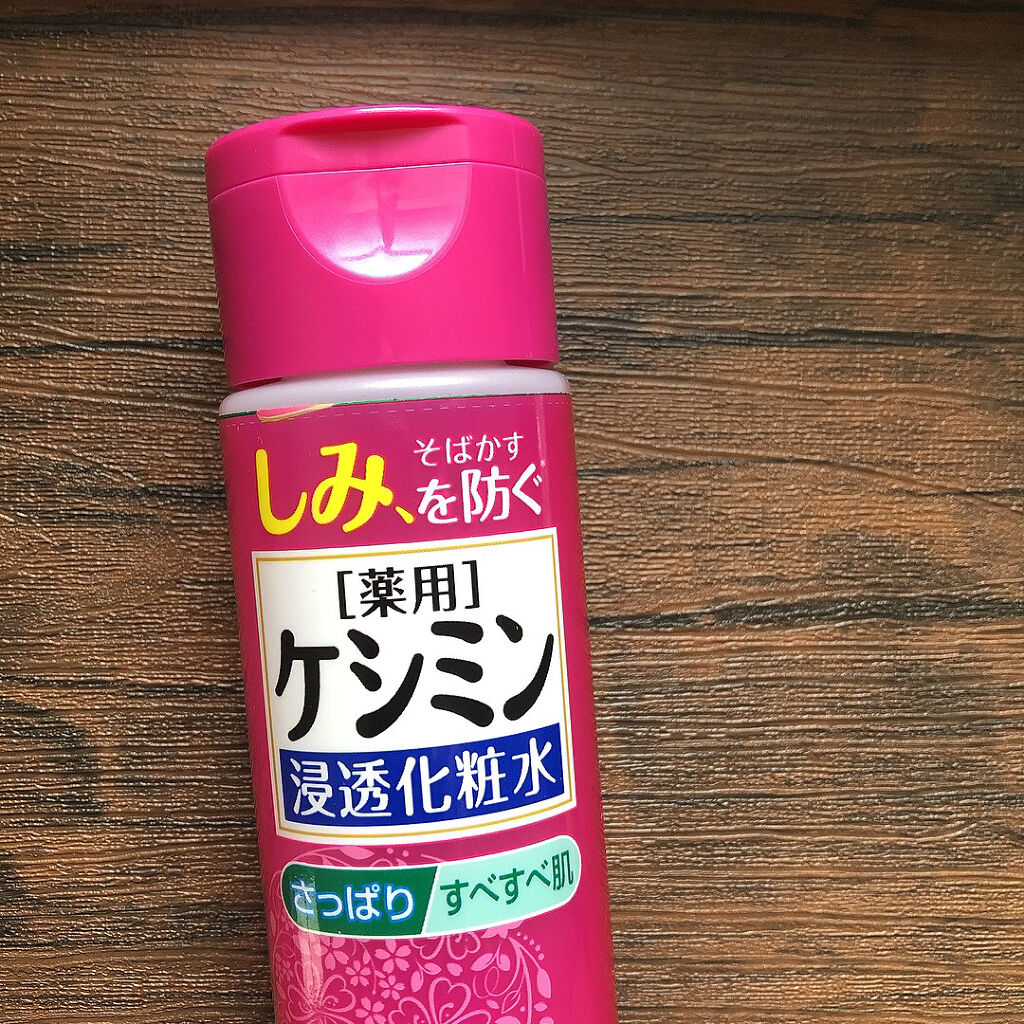 しみ、そばかす
を防ぐ
[薬用]
ケシミン
浸透化粧水
さっぱり すべすべ肌